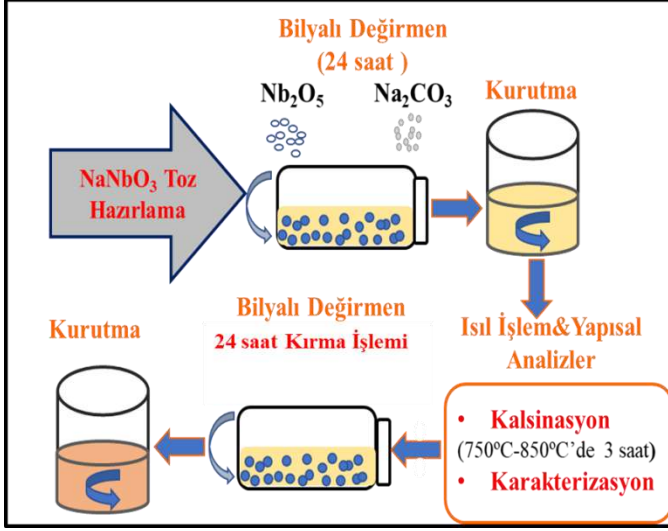 Bilyalı Değirmen
(24 saat )
Nb₂O₅
Na₂CO₃
Kurutma
NaNbO₃ Toz
Hazırlama
Isıl İşlem&Yapısal
Analizler
• Kalsinasyon
(750ºC-850ºC’de 3 saat)
• Karakterizasyon
Bilyalı Değirmen
24 saat Kırma İşlemi
Kurutma